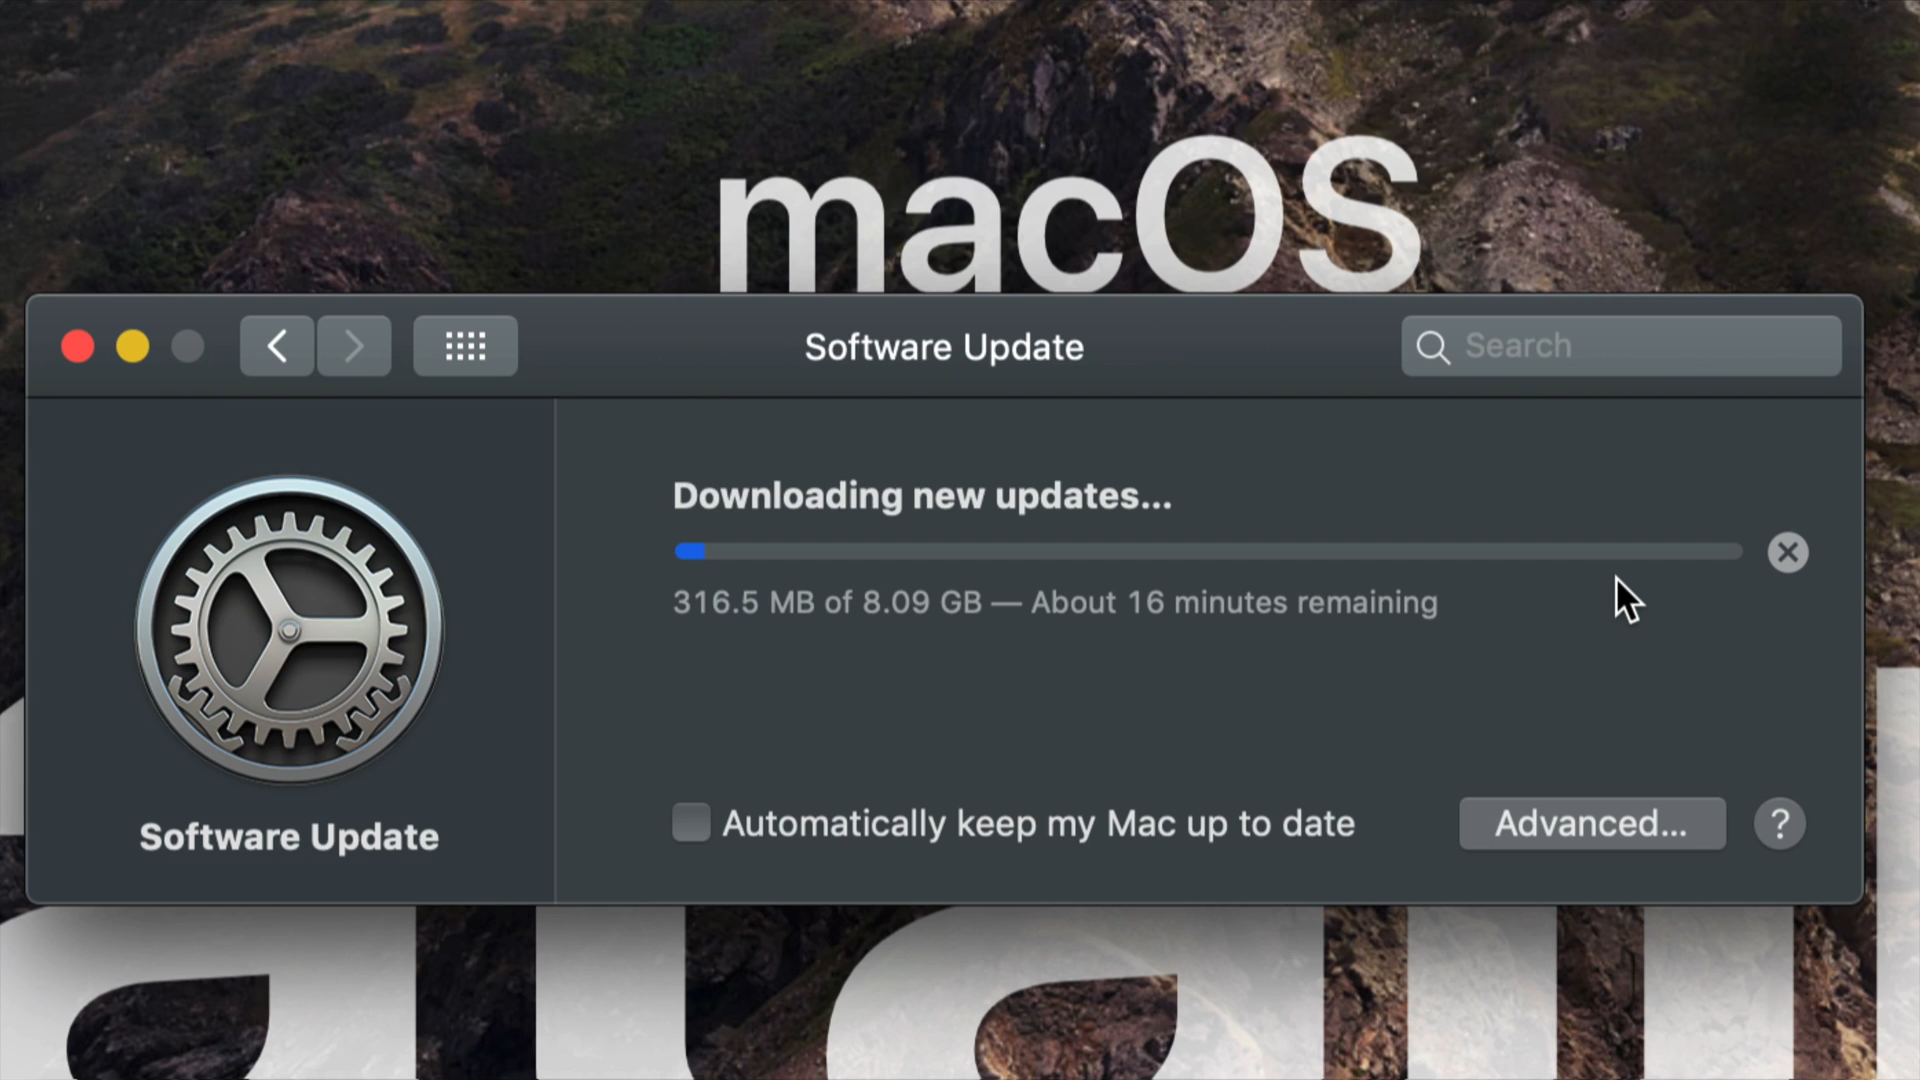 macOS
Software Update
Search
Downloading new updates...
316.5 MB of 8.09 GB — About 16 minutes remaining
Automatically keep my Mac up to date
Advanced...
?
Software Update